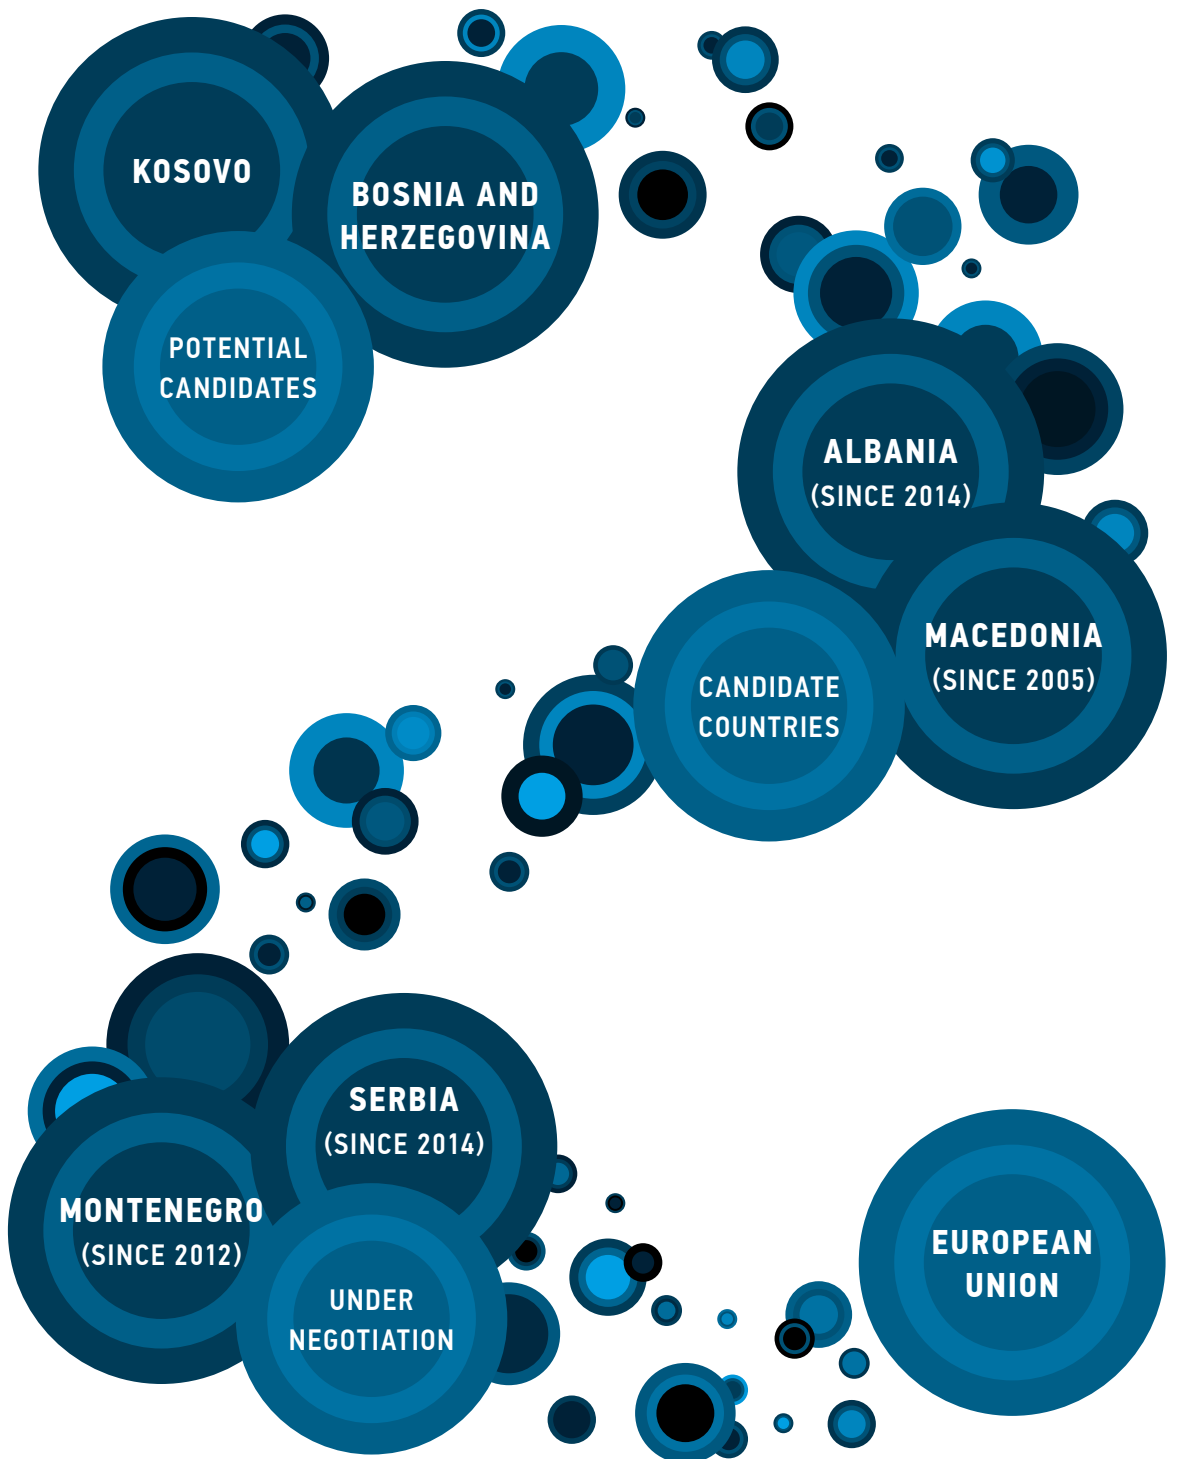 KOSOVO
BOSNIA AND
HERZEGOVINA
POTENTIAL
CANDIDATES
ALBANIA
(SINCE 2014)
MACEDONIA
(SINCE 2005)
CANDIDATE
COUNTRIES
SERBIA
(SINCE 2014)
MONTENEGRO
(SINCE 2012)
UNDER
NEGOTIATION
EUROPEAN
UNION